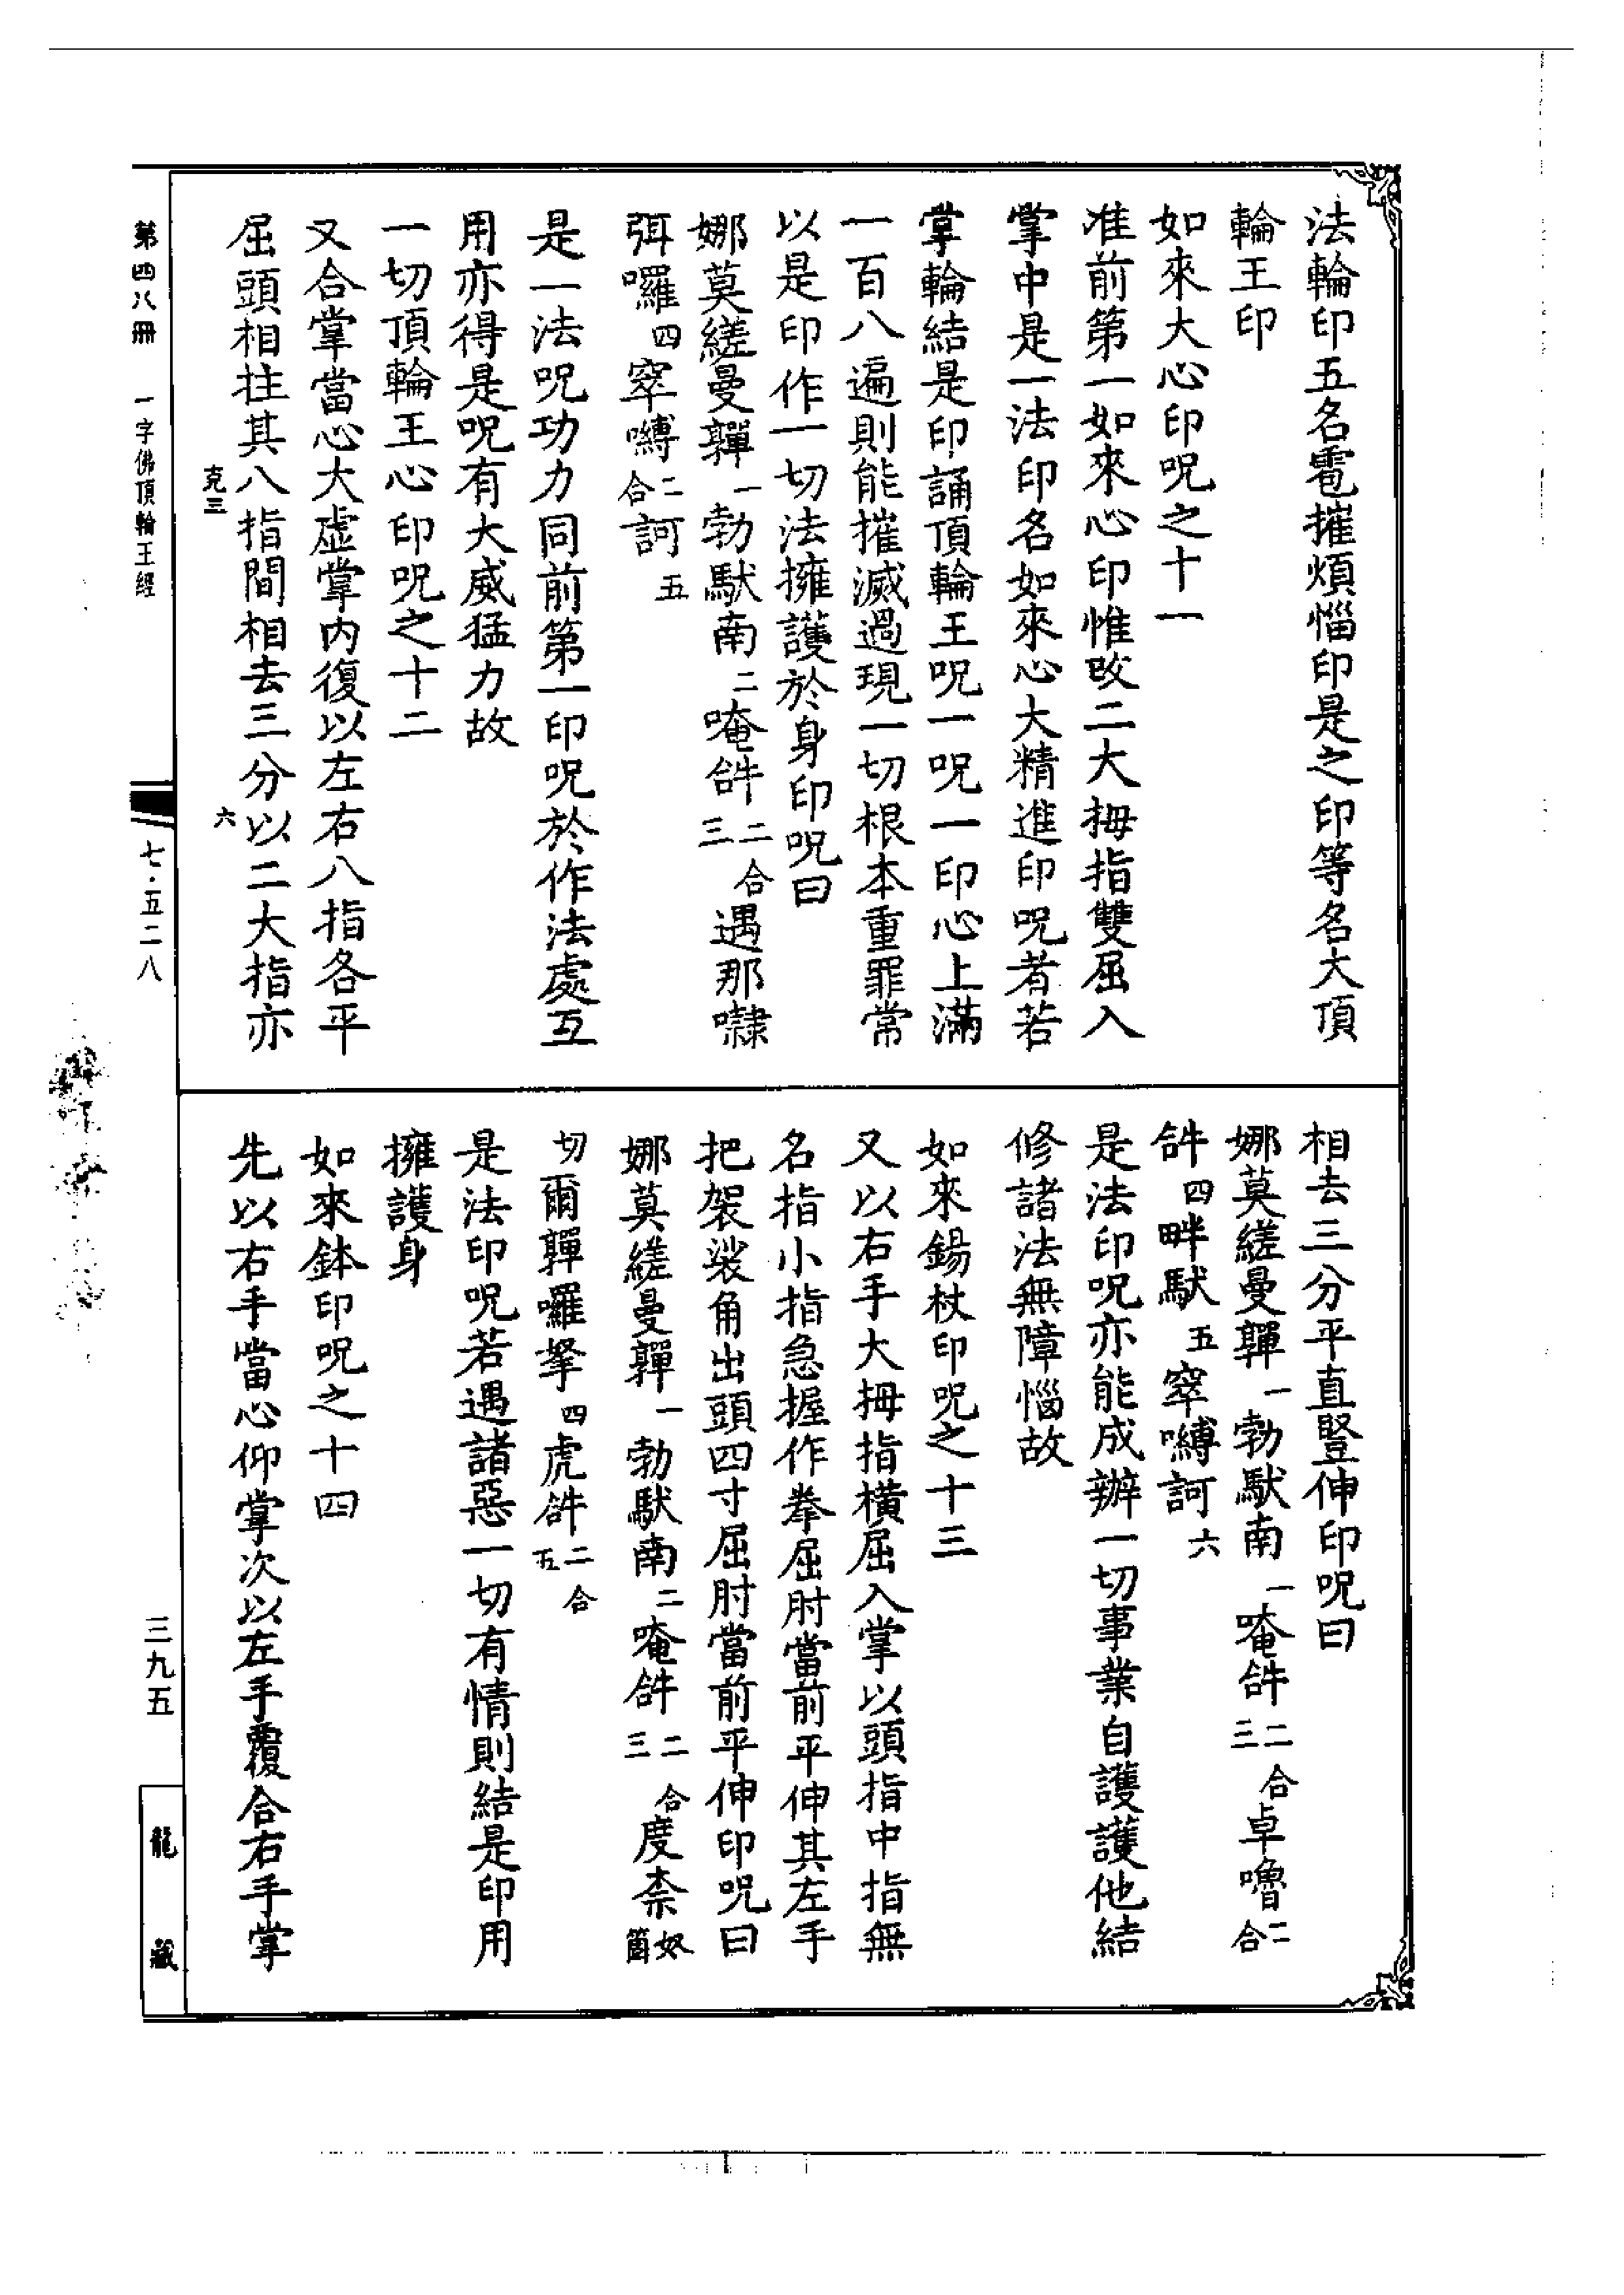 法輪印五名雹摧煩惱印是之印等名大頂
輪王印
如來大心印呪之十一
准前第一如來心印惟改二大拇指雙屈入
掌中是一法印名如來心大精進印呪者若
掌輪結是印誦頂輪王呪一呪一印心上滿
一百八遍則能摧滅過現一切根本重罪常
以是印作一切法擁護於身印呪曰
娜莫縒曼嚲一勃馱南二唵𤙖二合三遇那㘑
弭囉四窣嚩二合訶五
是一法呪功力同前第一印呪於作法處互
用亦得是呪有大威猛力故
一切頂輪王心印呪之十二
又合掌當心大虛掌內復以左右八指各平
屈頭相拄其八指間相去三分以二大指亦
相去三分平直豎伸印呪曰
娜莫縒曼嚲一勃馱南一唵𤙖二合三卓嚕二合
𤙖四畔馱五窣嚩訶六
是法印呪亦能成辦一切事業自護護他結
修諸法無障惱故
如來錫杖印呪之十三
又以右手大拇指橫屈入掌以頭指中指無
名指小指急握作拳屈肘當前平伸其左手
把袈裟角出頭四寸屈肘當前平伸印呪曰
娜莫縒曼嚲一勃馱南二唵𤙖二合三度柰奴箇
切爾嚲囉拏四虎𤙖二合五
是法印呪若遇諸惡一切有情則結是印用
擁護身
如來鉢印呪之十四
先以右手當心仰掌次以左手覆合右手掌
第四八冊 一字佛頂輪王經
克三 六
七·五二八
三九五
龍藏